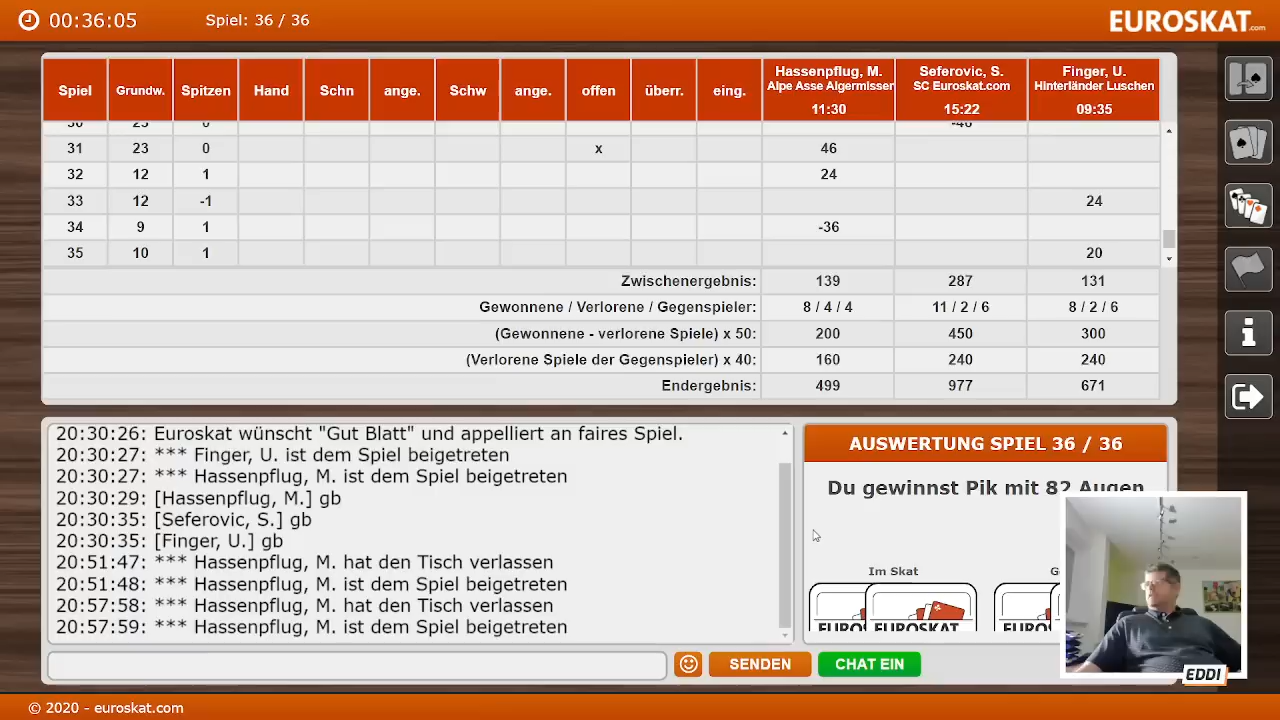 00:36:05 Spiel: 36 / 36 EUROSKAT.com
Spiel Grundw. Spitzen Hand Schn ange. Schw ange. offen überr. eing. Hassenpflug, M. Seferovic, S. Finger, U.
Alpe Asse Algermissen SC Euroskat.com Hinterländer Luschen
11:30 15:22 09:35
30 23 0 -46
31 23 0 x 46
32 12 1 24
33 12 -1 24
34 9 1 -36
35 10 1 20
Zwischenergebnis: 139 287 131
Gewonnene / Verlorene / Gegenspieler: 8 / 4 / 4 11 / 2 / 6 8 / 2 / 6
(Gewonnene - verlorene Spiele) x 50: 200 450 300
(Verlorene Spiele der Gegenspieler) x 40: 160 240 240
Endergebnis: 499 977 671
20:30:26: Euroskat wünscht "Gut Blatt" und appelliert an faires Spiel.
20:30:27: *** Finger, U. ist dem Spiel beigetreten
20:30:27: *** Hassenpflug, M. ist dem Spiel beigetreten
20:30:29: [Hassenpflug, M.] gb
20:30:35: [Seferovic, S.] gb
20:30:35: [Finger, U.] gb
20:51:47: *** Hassenpflug, M. hat den Tisch verlassen
20:51:48: *** Hassenpflug, M. ist dem Spiel beigetreten
20:57:58: *** Hassenpflug, M. hat den Tisch verlassen
20:57:59: *** Hassenpflug, M. ist dem Spiel beigetreten
SENDEN CHAT EIN
AUSWERTUNG SPIEL 36 / 36
Du gewinnst Pik mit 82 Augen
Im Skat
EUROSKAT
EDDI
© 2020 - euroskat.com